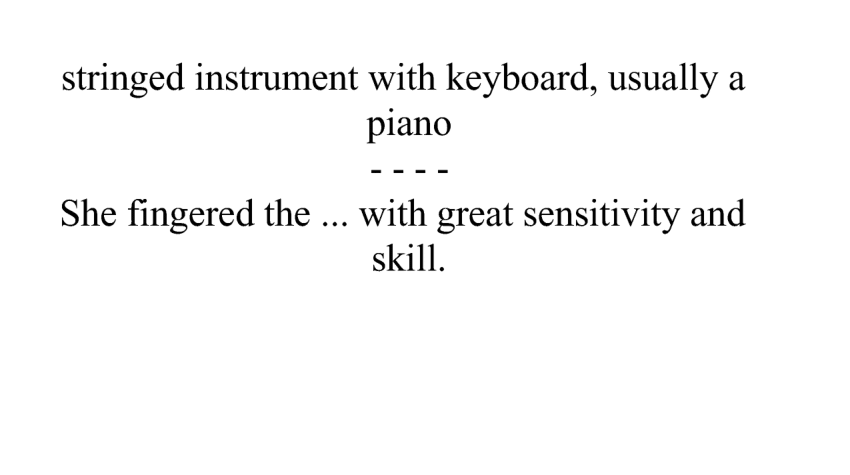 stringed instrument with keyboard, usually a
piano
- - - -
She fingered the ... with great sensitivity and
skill.